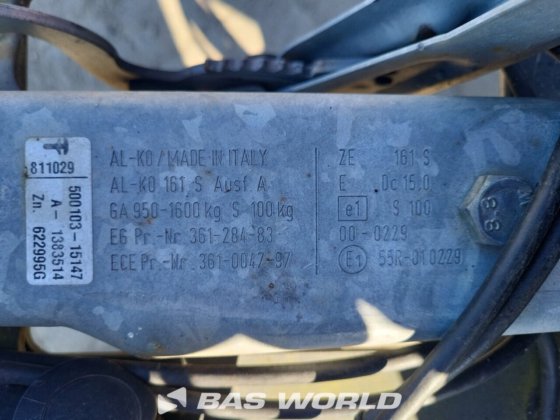 T
811029
500103-15147
A- 1383514
Zn. 622995G
AL-KO / MADE IN ITALY
AL-KO 161 S Ausf. A
GA 950-1600 kg S 100 kg
EG Pr.-Nr 361-284-83
ECE Pr.-Nr. 361-0047-97
ZE 161 S
E Dc 15,0
e1 S 100
00-0229
E1 55R-010229
8.8
BAS WORLD